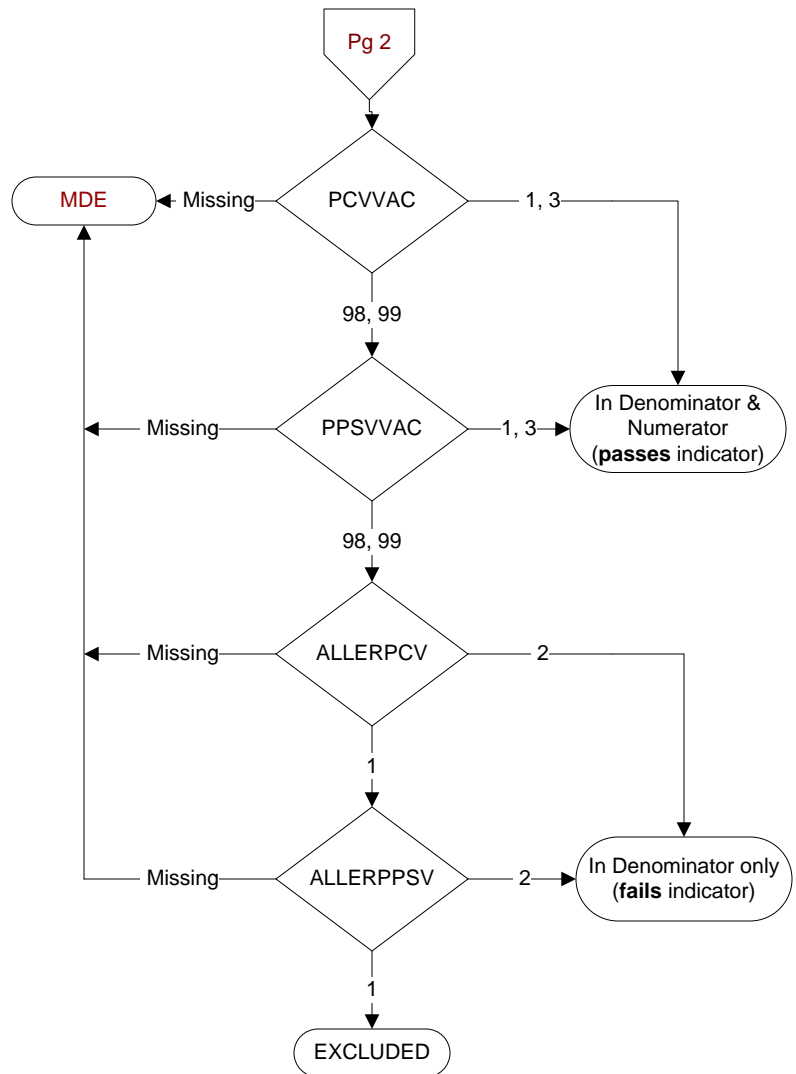 Pg 2
MDE
Missing
PCVVAC
1, 3
98, 99
Missing
PPSVVAC
1, 3
In Denominator &
Numerator
(passes indicator)
98, 99
Missing
ALLERPCV
2
1
Missing
ALLERPPSV
2
In Denominator only
(fails indicator)
1
EXCLUDED